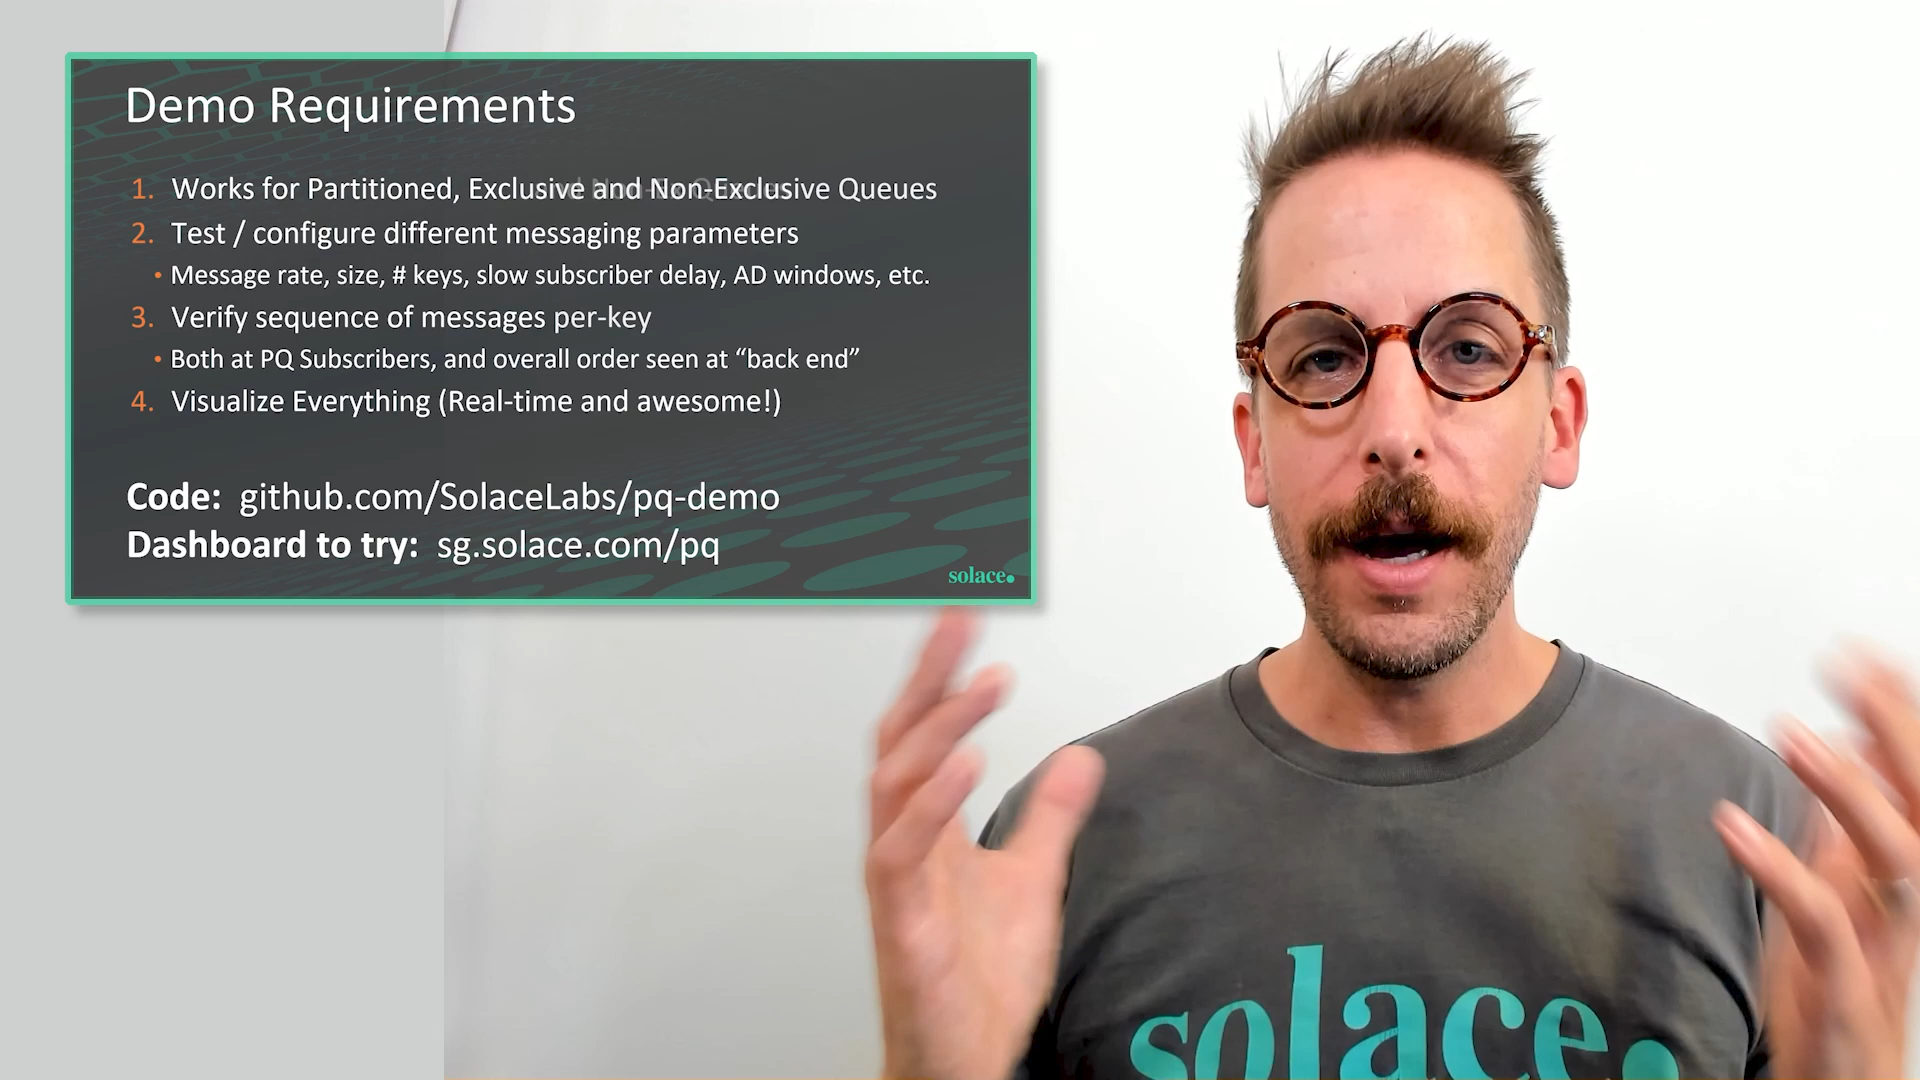 Demo Requirements
1. Works for Partitioned, Exclusive and Non-Exclusive Queues
2. Test / configure different messaging parameters
• Message rate, size, # keys, slow subscriber delay, AD windows, etc.
3. Verify sequence of messages per-key
• Both at PQ Subscribers, and overall order seen at “back end”
4. Visualize Everything (Real-time and awesome!)
Code: github.com/SolaceLabs/pq-demo
Dashboard to try: sg.solace.com/pq
solace.
solace.